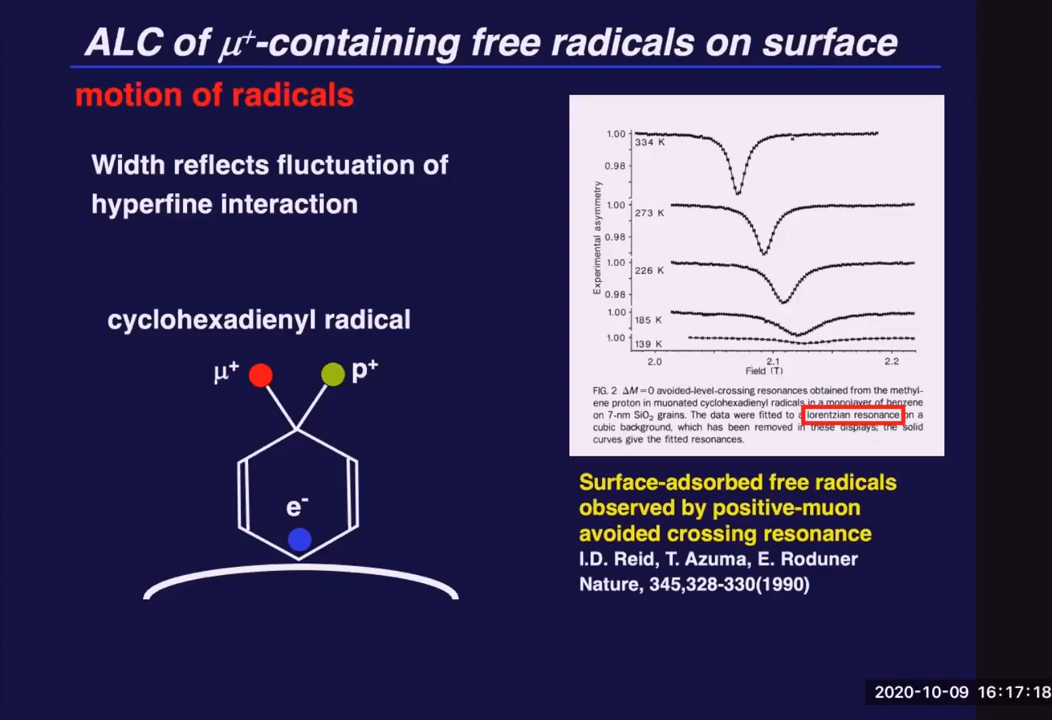 ALC of μ⁺-containing free radicals on surface
motion of radicals
Width reflects fluctuation of
hyperfine interaction
cyclohexadienyl radical
μ⁺
p⁺
e⁻
Experimental asymmetry
1.00
334 K
0.98
1.00
273 K
0.98
1.00
226 K
0.98
1.00
185 K
1.00
139 K
2.0
2.1
2.2
Field (T)
FIG. 2 ΔM=0 avoided-level-crossing resonances obtained from the methyl-
ene proton in muonated cyclohexadienyl radicals in a monolayer of benzene
on 7-nm SiO₂ grains. The data were fitted to a lorentzian resonance on a
cubic background, which has been removed in these displays; the solid
curves give the fitted resonances.
Surface-adsorbed free radicals
observed by positive-muon
avoided crossing resonance
I.D. Reid, T. Azuma, E. Roduner
Nature, 345,328-330(1990)
2020-10-09 16:17:18